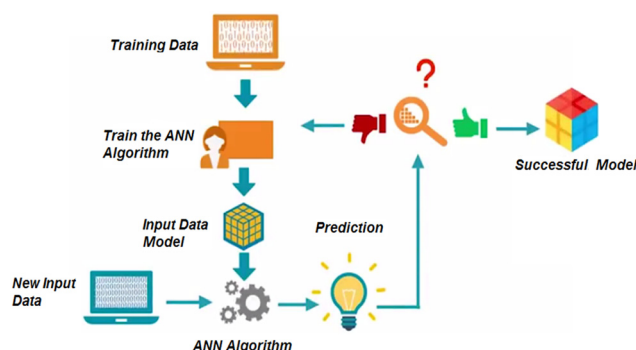 Training Data
?
Train the ANN
Algorithm
Successful Model
Input Data
Model
Prediction
New Input
Data
ANN Algorithm